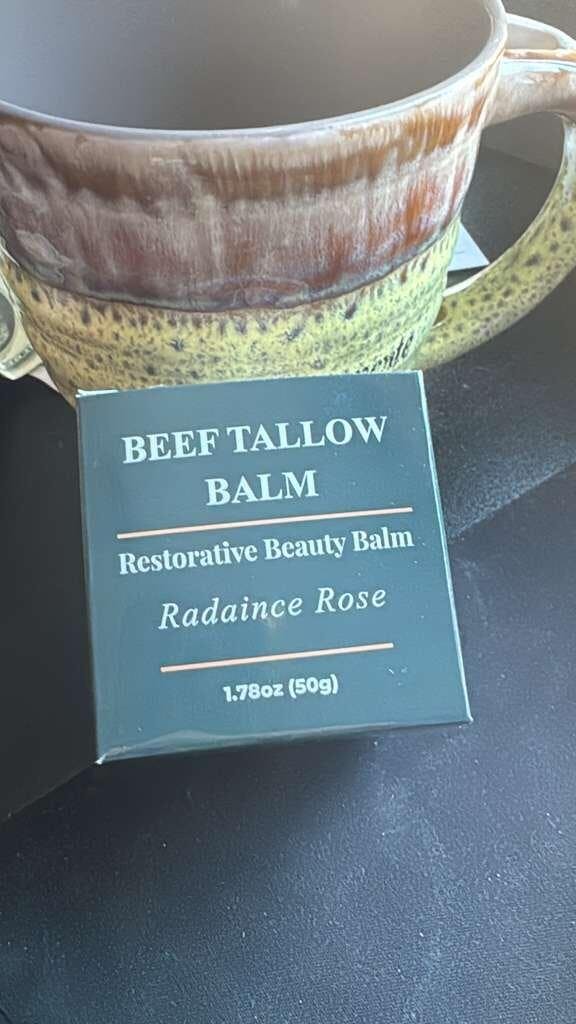 BEEF TALLOW
BALM
Restorative Beauty Balm
Radaince Rose
1.78oz (50g)